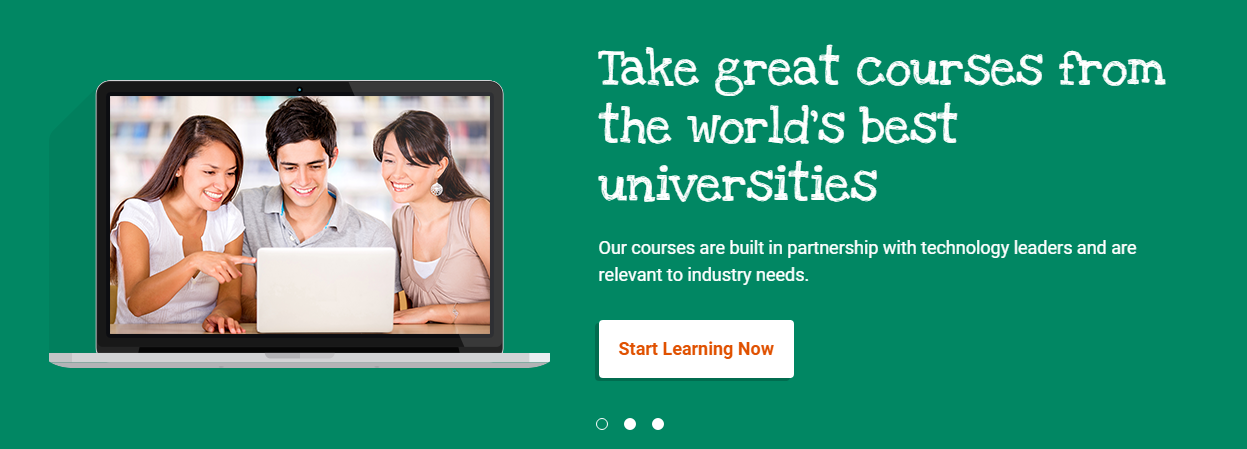 Take great courses from
the world's best
universities
Our courses are built in partnership with technology leaders and are
relevant to industry needs.
Start Learning Now